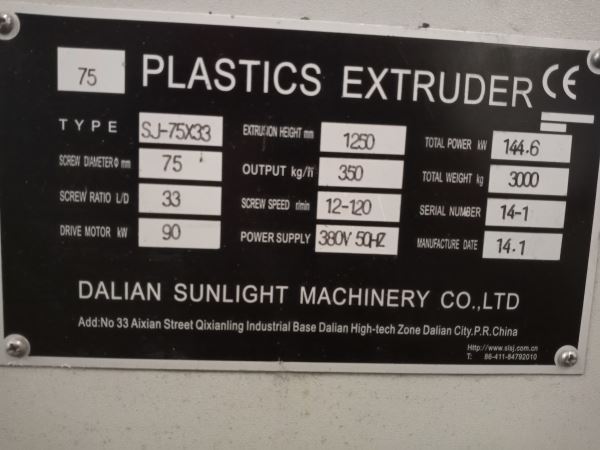 75 PLASTICS EXTRUDER CE
TYPE SJ-75X33 EXTRUSION HEIGHT mm 1250 TOTAL POWER kW 144.6
SCREW DIAMETER Φ mm 75 OUTPUT kg/h 350 TOTAL WEIGHT kg 3000
SCREW RATIO L/D 33 SCREW SPEED r/min 12-120 SERIAL NUMBER 14-1
DRIVE MOTOR kW 90 POWER SUPPLY 380V 50HZ MANUFACTURE DATE 14.1
DALIAN SUNLIGHT MACHINERY CO.,LTD
Add:No 33 Aixian Street Qixianling Industrial Base Dalian High-tech Zone Dalian City.P.R.China
Http://www.slsj.com.cn
T: 86-411-84792010